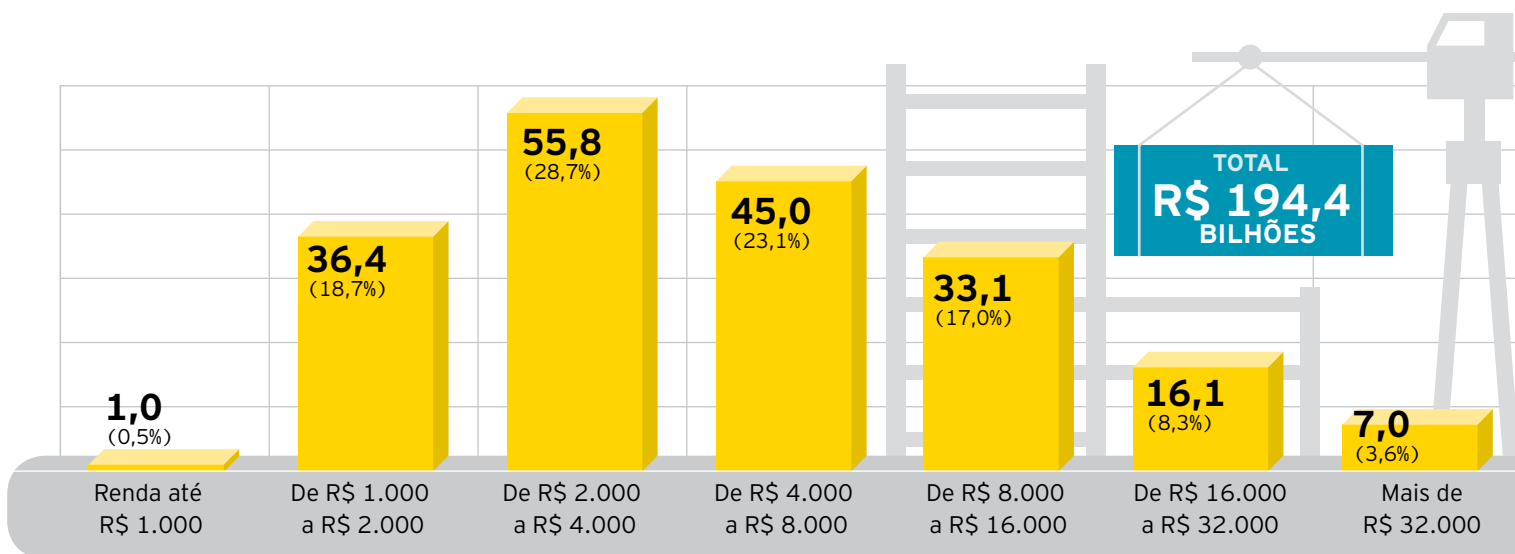 TOTAL
R$ 194,4
BILHÕES
1,0
(0,5%)
36,4
(18,7%)
55,8
(28,7%)
45,0
(23,1%)
33,1
(17,0%)
16,1
(8,3%)
7,0
(3,6%)
Renda até
R$ 1.000
De R$ 1.000
a R$ 2.000
De R$ 2.000
a R$ 4.000
De R$ 4.000
a R$ 8.000
De R$ 8.000
a R$ 16.000
De R$ 16.000
a R$ 32.000
Mais de
R$ 32.000